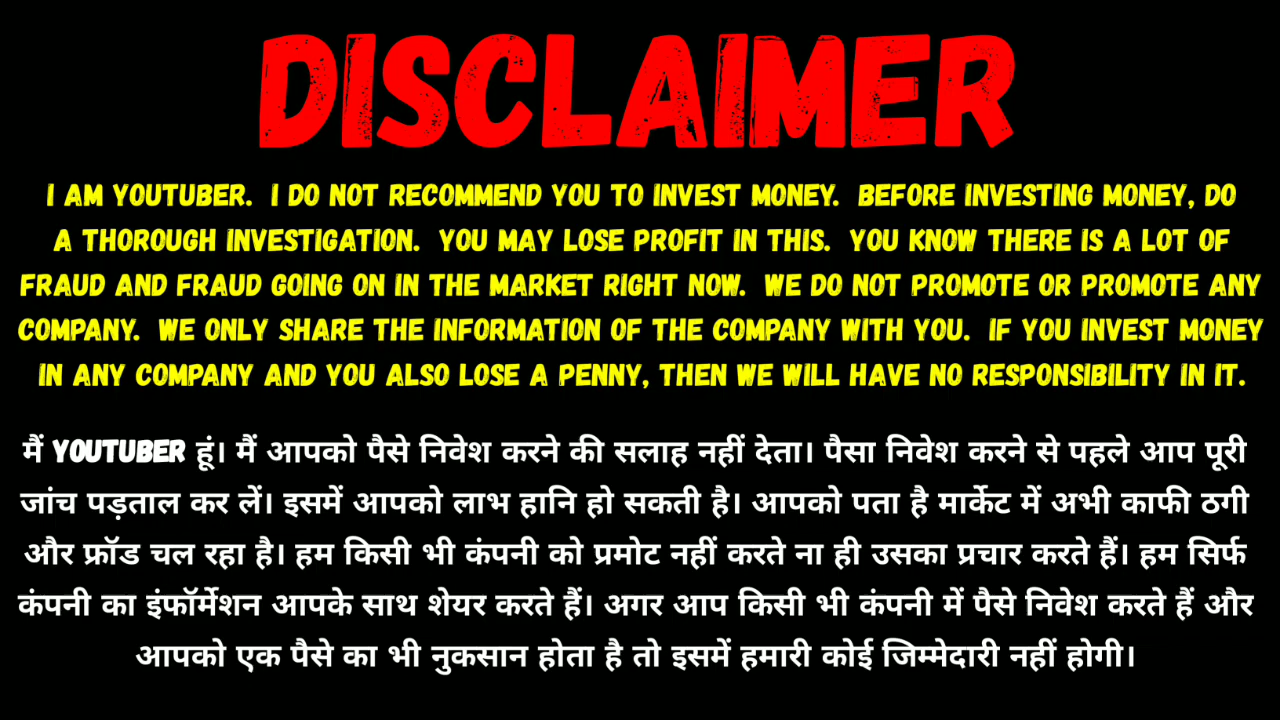 DISCLAIMER
I AM YOUTUBER. I DO NOT RECOMMEND YOU TO INVEST MONEY. BEFORE INVESTING MONEY, DO
A THOROUGH INVESTIGATION. YOU MAY LOSE PROFIT IN THIS. YOU KNOW THERE IS A LOT OF
FRAUD AND FRAUD GOING ON IN THE MARKET RIGHT NOW. WE DO NOT PROMOTE OR PROMOTE ANY
COMPANY. WE ONLY SHARE THE INFORMATION OF THE COMPANY WITH YOU. IF YOU INVEST MONEY
IN ANY COMPANY AND YOU ALSO LOSE A PENNY, THEN WE WILL HAVE NO RESPONSIBILITY IN IT.
मैं YOUTUBER हूं। मैं आपको पैसे निवेश करने की सलाह नहीं देता। पैसा निवेश करने से पहले आप पूरी
जांच पड़ताल कर लें। इसमें आपको लाभ हानि हो सकती है। आपको पता है मार्केट में अभी काफी ठगी
और फ्रॉड चल रहा है। हम किसी भी कंपनी को प्रमोट नहीं करते ना ही उसका प्रचार करते हैं। हम सिर्फ
कंपनी का इंफॉर्मेशन आपके साथ शेयर करते हैं। अगर आप किसी भी कंपनी में पैसे निवेश करते हैं और
आपको एक पैसे का भी नुकसान होता है तो इसमें हमारी कोई जिम्मेदारी नहीं होगी।